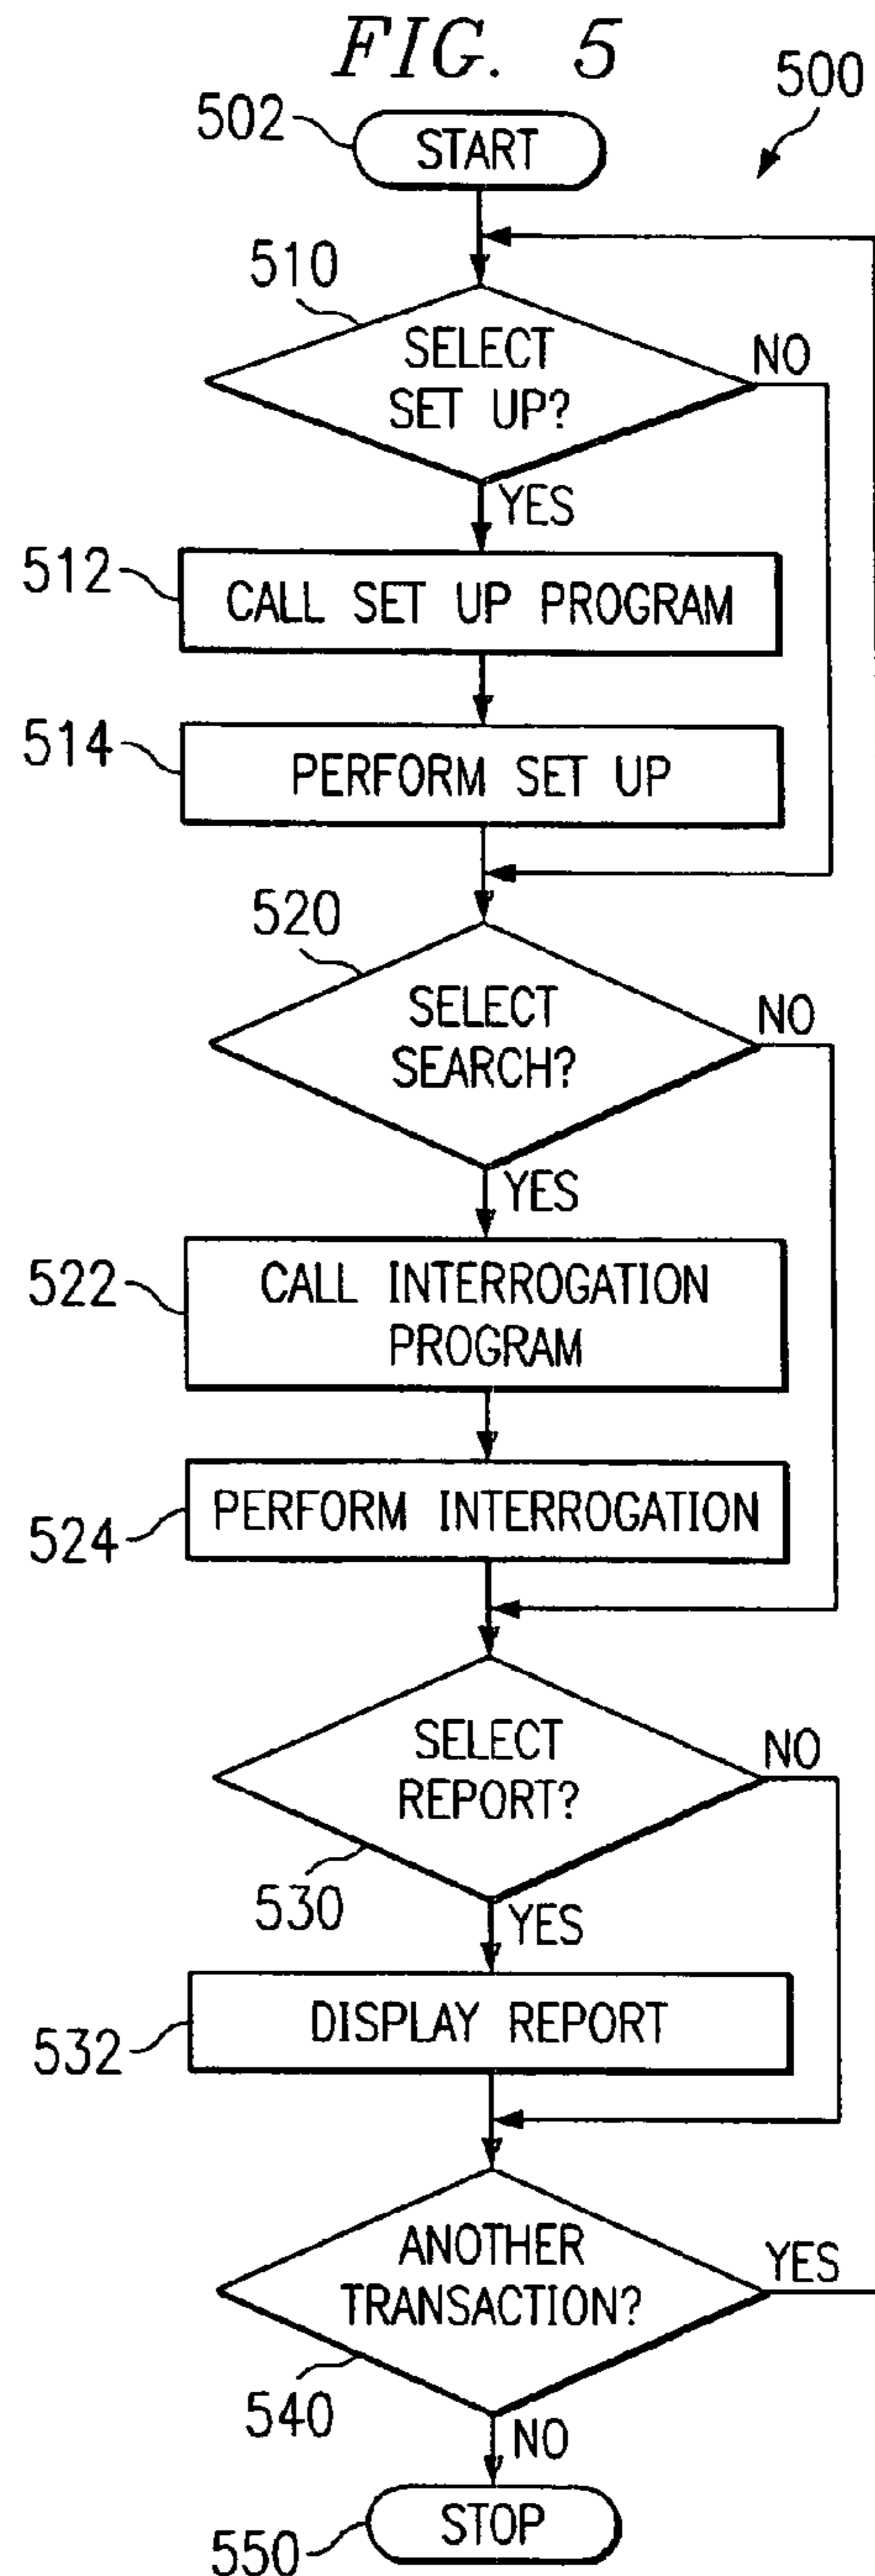 FIG. 5
500
502
START
510
SELECT
SET UP?
NO
YES
512
CALL SET UP PROGRAM
514
PERFORM SET UP
520
SELECT
SEARCH?
NO
YES
522
CALL INTERROGATION
PROGRAM
524
PERFORM INTERROGATION
SELECT
REPORT?
NO
530
YES
532
DISPLAY REPORT
ANOTHER
TRANSACTION?
YES
540
NO
550
STOP